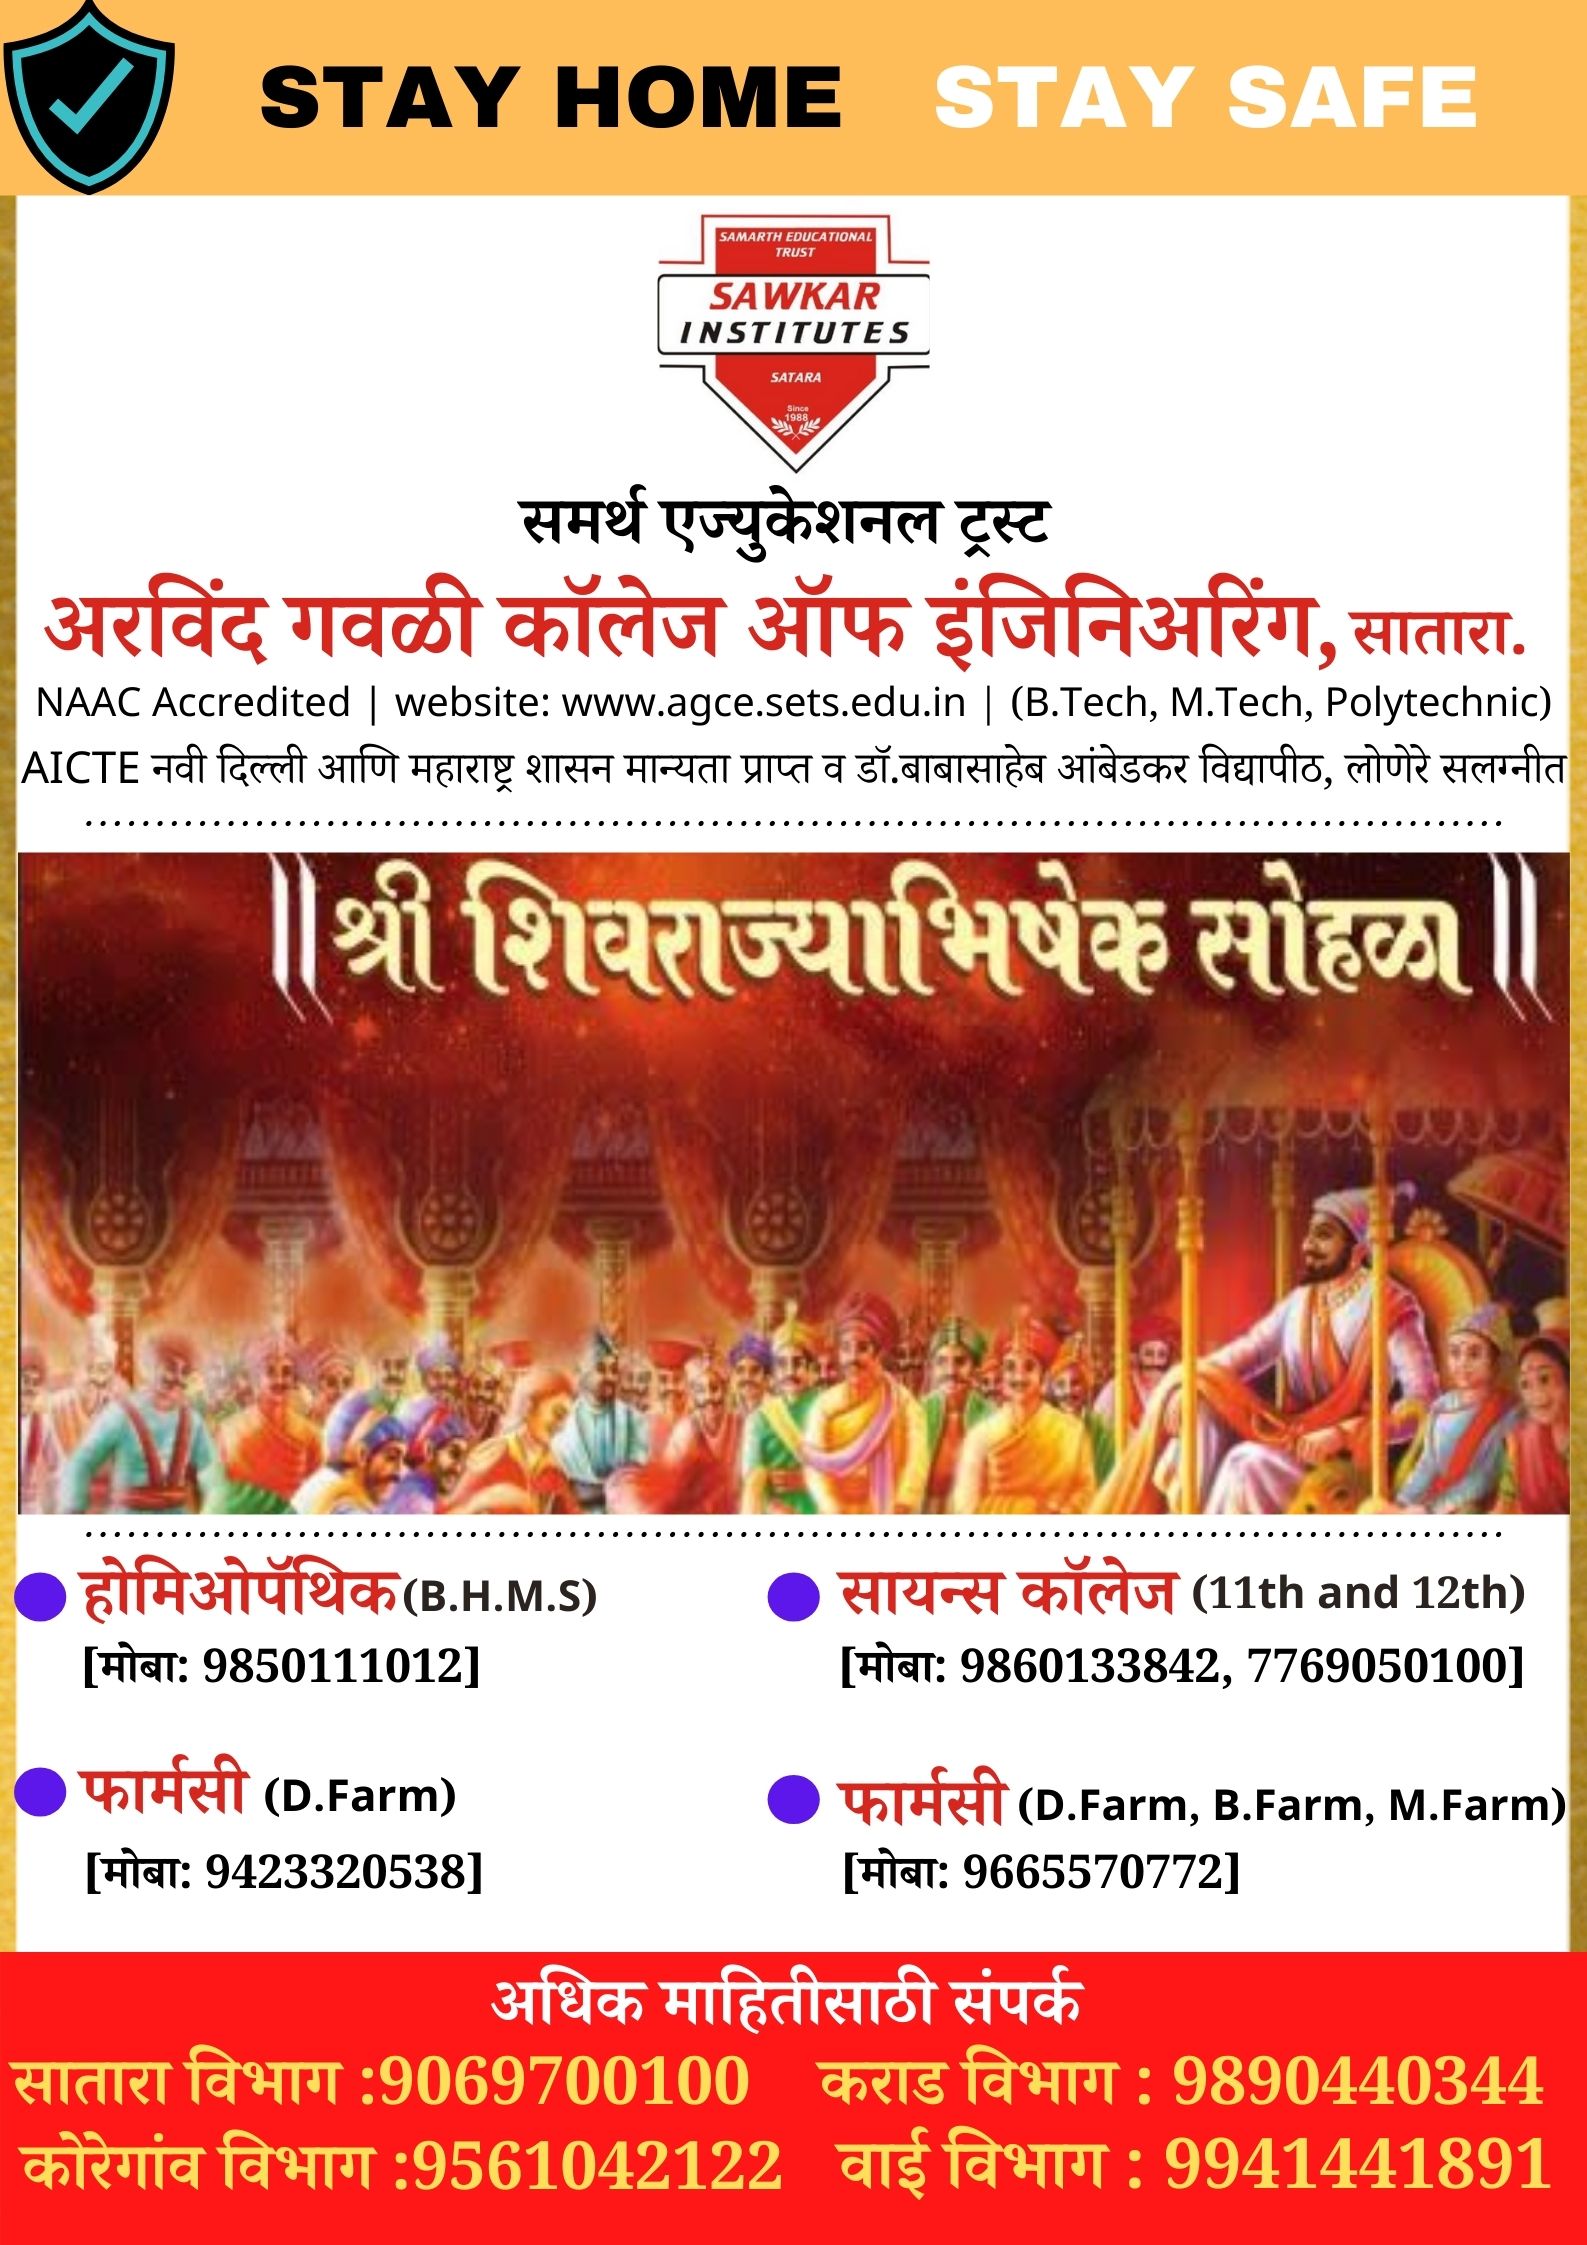 STAY HOME STAY SAFE
SAMARTH EDUCATIONAL
TRUST
SAWKAR
INSTITUTES
SATARA
Since
1988
समर्थ एज्युकेशनल ट्रस्ट
अरविंद गवळी कॉलेज ऑफ इंजिनिअरिंग, सातारा.
NAAC Accredited | website: www.agce.sets.edu.in | (B.Tech, M.Tech, Polytechnic)
AICTE नवी दिल्ली आणि महाराष्ट्र शासन मान्यता प्राप्त व डॉ.बाबासाहेब आंबेडकर विद्यापीठ, लोणेरे सलग्नीत
॥ श्री शिवराज्याभिषेक सोहळा ॥
होमिओपॅथिक (B.H.M.S)
[मोबा: 9850111012]
सायन्स कॉलेज (11th and 12th)
[मोबा: 9860133842, 7769050100]
फार्मसी (D.Farm)
[मोबा: 9423320538]
फार्मसी (D.Farm, B.Farm, M.Farm)
[मोबा: 9665570772]
अधिक माहितीसाठी संपर्क
सातारा विभाग :9069700100 कराड विभाग : 9890440344
कोरेगांव विभाग :9561042122 वाई विभाग : 9941441891